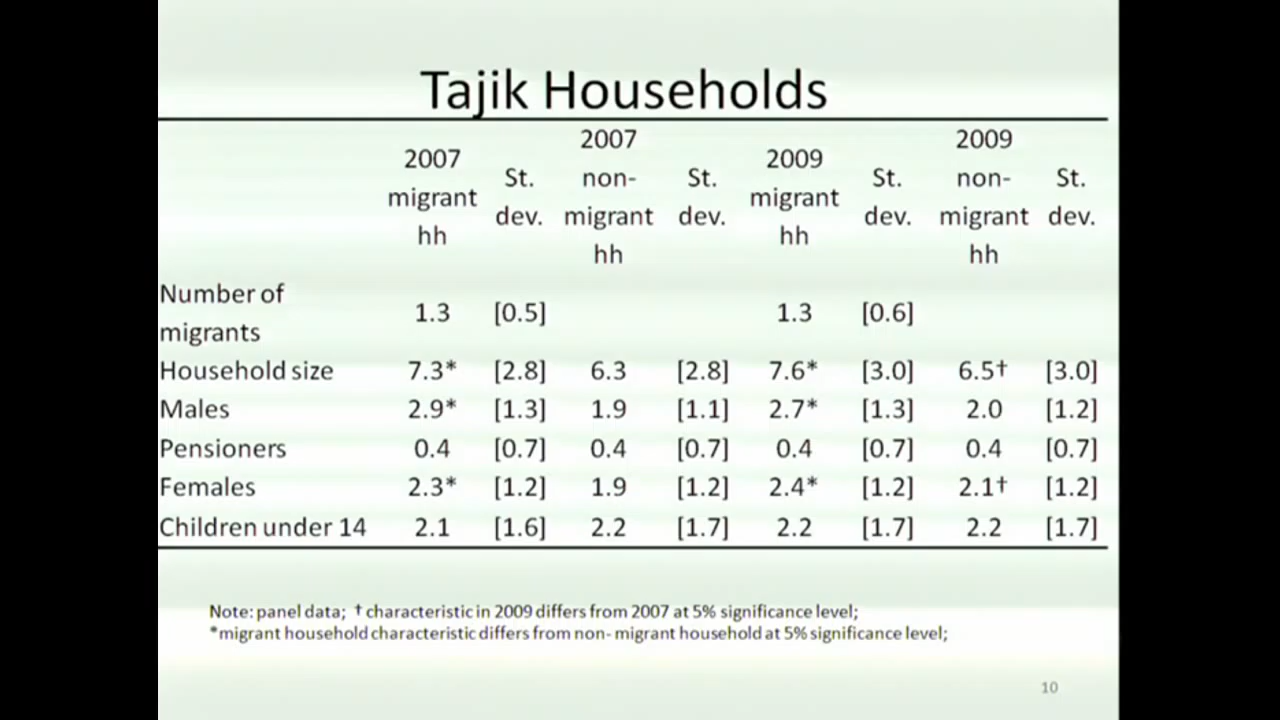 Tajik Households
2007 migrant hh St. dev. 2007 non-migrant hh St. dev. 2009 migrant hh St. dev. 2009 non-migrant hh St. dev.
Number of migrants 1.3 [0.5] 1.3 [0.6]
Household size 7.3* [2.8] 6.3 [2.8] 7.6* [3.0] 6.5† [3.0]
Males 2.9* [1.3] 1.9 [1.1] 2.7* [1.3] 2.0 [1.2]
Pensioners 0.4 [0.7] 0.4 [0.7] 0.4 [0.7] 0.4 [0.7]
Females 2.3* [1.2] 1.9 [1.2] 2.4* [1.2] 2.1† [1.2]
Children under 14 2.1 [1.6] 2.2 [1.7] 2.2 [1.7] 2.2 [1.7]
Note: panel data; † characteristic in 2009 differs from 2007 at 5% significance level;
*migrant household characteristic differs from non- migrant household at 5% significance level;
10